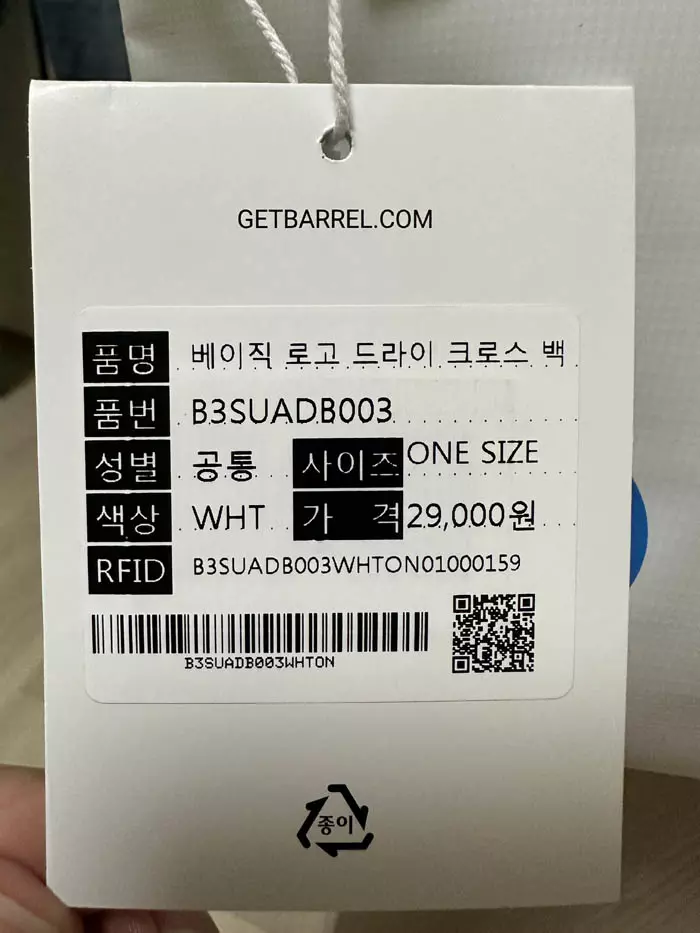 GETBARREL.COM
품명 베이직 로고 드라이 크로스 백
품번 B3SUADB003
성별 공통 사이즈 ONE SIZE
색상 WHT 가 격 29,000원
RFID B3SUADB003WHTON01000159
B3SUADB003WHTON
종이